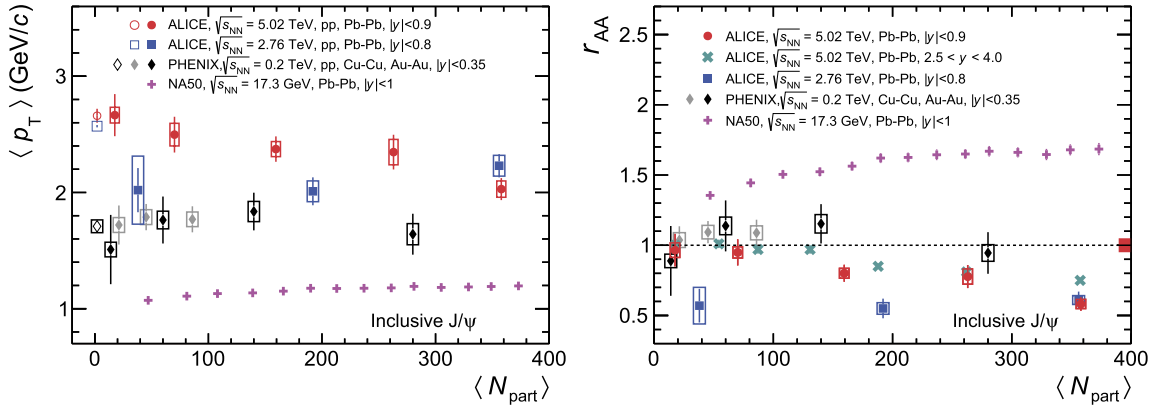 ⟨ p_T ⟩ (GeV/c)
4
3
2
1
ALICE, √s_NN = 5.02 TeV, pp, Pb-Pb, |y|<0.9
ALICE, √s_NN = 2.76 TeV, pp, Pb-Pb, |y|<0.8
PHENIX, √s_NN = 0.2 TeV, pp, Cu-Cu, Au-Au, |y|<0.35
NA50, √s_NN = 17.3 GeV, Pb-Pb, |y|<1
Inclusive J/ψ
0 100 200 300 400
⟨ N_part ⟩
r_AA
2.5
2
1.5
1
0.5
ALICE, √s_NN = 5.02 TeV, Pb-Pb, |y|<0.9
ALICE, √s_NN = 5.02 TeV, Pb-Pb, 2.5 < y < 4.0
ALICE, √s_NN = 2.76 TeV, Pb-Pb, |y|<0.8
PHENIX,√s_NN = 0.2 TeV, Cu-Cu, Au-Au, |y|<0.35
NA50, √s_NN = 17.3 GeV, Pb-Pb, |y|<1
Inclusive J/ψ
0 100 200 300 400
⟨ N_part ⟩